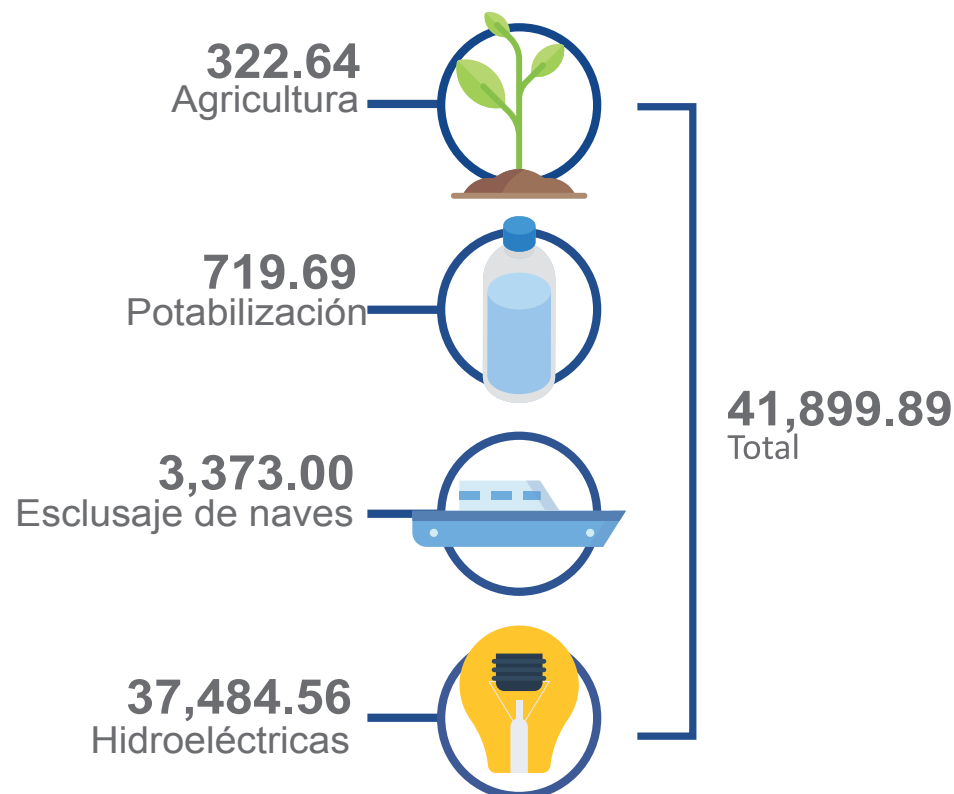 322.64
Agricultura
719.69
Potabilización
3,373.00
Esclusaje de naves
37,484.56
Hidroeléctricas
41,899.89
Total